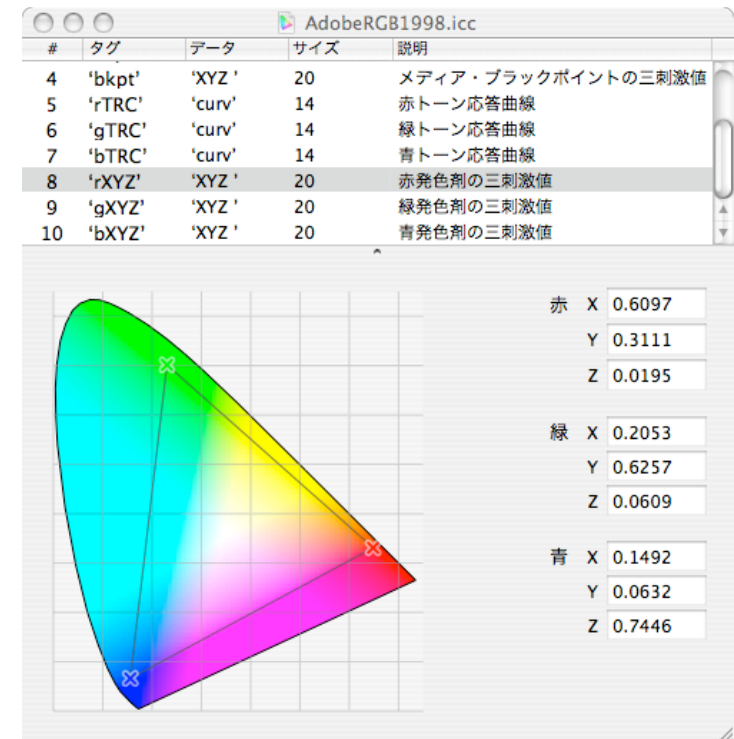 AdobeRGB1998.icc
# タグ データ サイズ 説明
4 ‘bkpt’ ‘XYZ ’ 20 メディア・ブラックポイントの三刺激値
5 ‘rTRC’ ‘curv’ 14 赤トーン応答曲線
6 ‘gTRC’ ‘curv’ 14 緑トーン応答曲線
7 ‘bTRC’ ‘curv’ 14 青トーン応答曲線
8 ‘rXYZ’ ‘XYZ ’ 20 赤発色剤の三刺激値
9 ‘gXYZ’ ‘XYZ ’ 20 緑発色剤の三刺激値
10 ‘bXYZ’ ‘XYZ ’ 20 青発色剤の三刺激値
赤 X 0.6097
Y 0.3111
Z 0.0195
緑 X 0.2053
Y 0.6257
Z 0.0609
青 X 0.1492
Y 0.0632
Z 0.7446